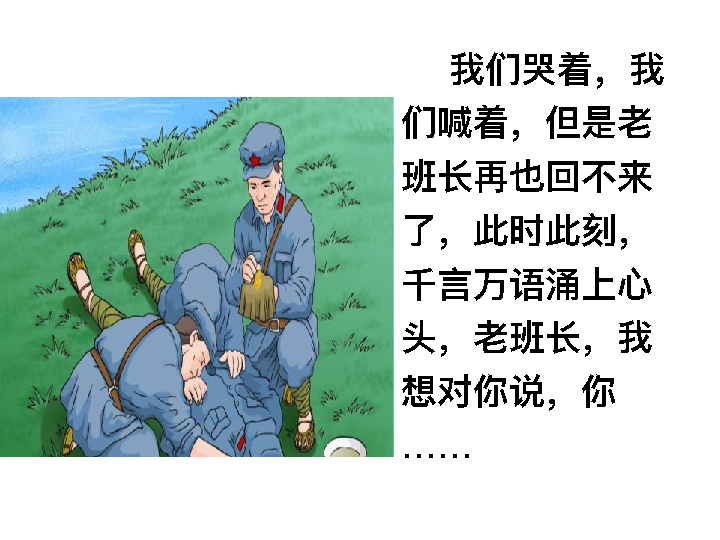 我们哭着，我
们喊着，但是老
班长再也回不来
了，此时此刻，
千言万语涌上心
头，老班长，我
想对你说，你
……